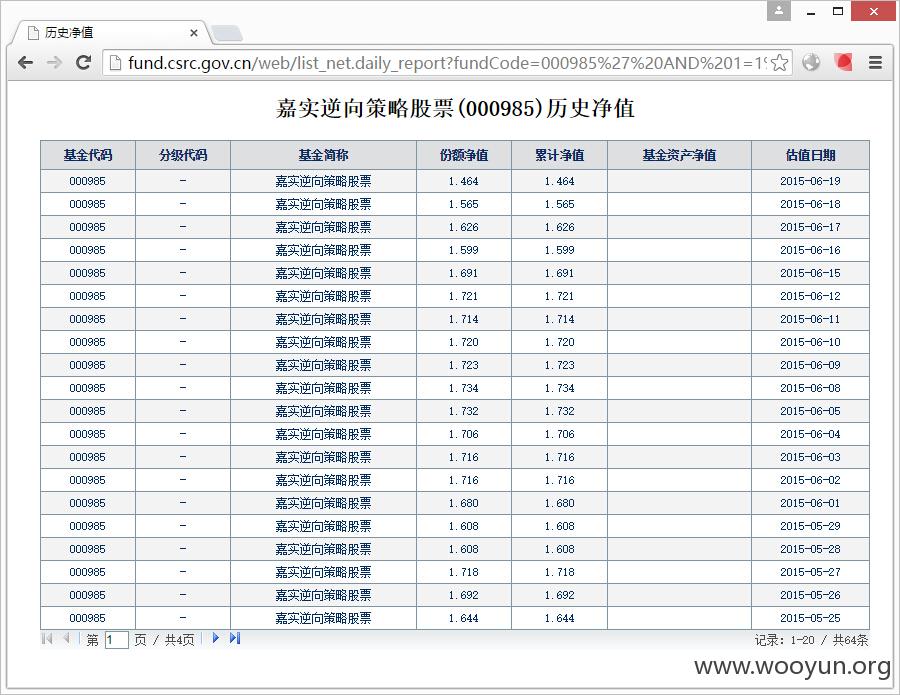 历史净值
fund.csrc.gov.cn/web/list_net.daily_report?fundCode=000985%27%20AND%201=1%
嘉实逆向策略股票(000985)历史净值
基金代码 分级代码 基金简称 份额净值 累计净值 基金资产净值 估值日期
000985 - 嘉实逆向策略股票 1.464 1.464 2015-06-19
000985 - 嘉实逆向策略股票 1.565 1.565 2015-06-18
000985 - 嘉实逆向策略股票 1.626 1.626 2015-06-17
000985 - 嘉实逆向策略股票 1.599 1.599 2015-06-16
000985 - 嘉实逆向策略股票 1.691 1.691 2015-06-15
000985 - 嘉实逆向策略股票 1.721 1.721 2015-06-12
000985 - 嘉实逆向策略股票 1.714 1.714 2015-06-11
000985 - 嘉实逆向策略股票 1.720 1.720 2015-06-10
000985 - 嘉实逆向策略股票 1.723 1.723 2015-06-09
000985 - 嘉实逆向策略股票 1.734 1.734 2015-06-08
000985 - 嘉实逆向策略股票 1.732 1.732 2015-06-05
000985 - 嘉实逆向策略股票 1.706 1.706 2015-06-04
000985 - 嘉实逆向策略股票 1.716 1.716 2015-06-03
000985 - 嘉实逆向策略股票 1.716 1.716 2015-06-02
000985 - 嘉实逆向策略股票 1.680 1.680 2015-06-01
000985 - 嘉实逆向策略股票 1.608 1.608 2015-05-29
000985 - 嘉实逆向策略股票 1.608 1.608 2015-05-28
000985 - 嘉实逆向策略股票 1.718 1.718 2015-05-27
000985 - 嘉实逆向策略股票 1.692 1.692 2015-05-26
000985 - 嘉实逆向策略股票 1.644 1.644 2015-05-25
第 1 页 / 共4页 记录: 1-20 / 共64条
www.wooyun.org